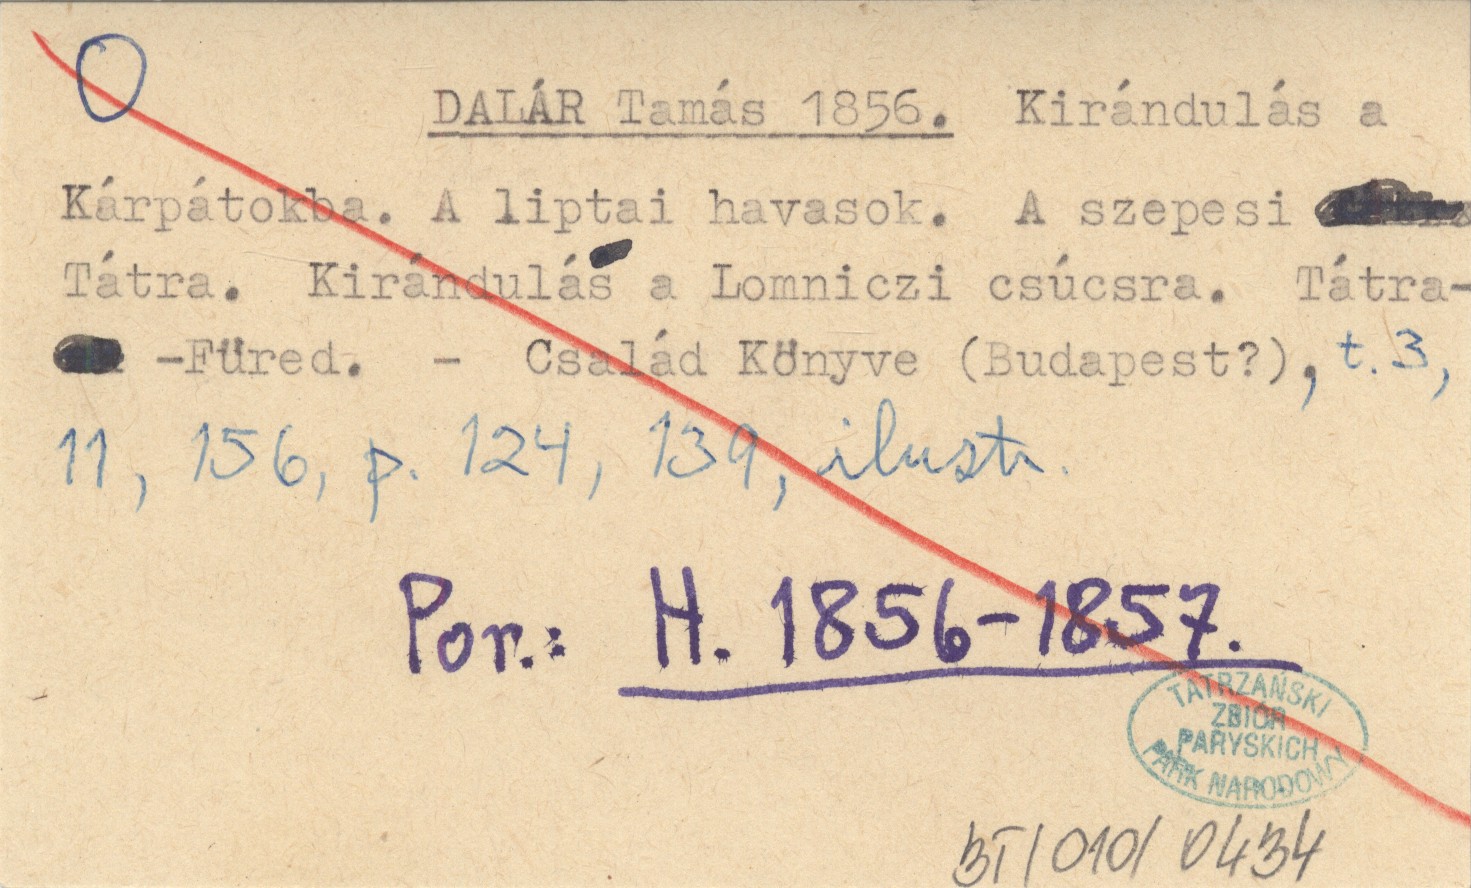 DALÁR Tamás 1856. Kirándulás a
Kárpátokba. A liptai havasok. A szepesi
Tátra. Kirándulás a Lomniczi csúcsra. Tátra-
-Füred. - Család Könyve (Budapest?), t. 3,
11, 156, p. 124, 139, ilustr.
Por.: H. 1856-1857.
TATRZAŃSKI
ZBIÓR
PARYSKICH
PARK NARODOWY
BT/010/0434